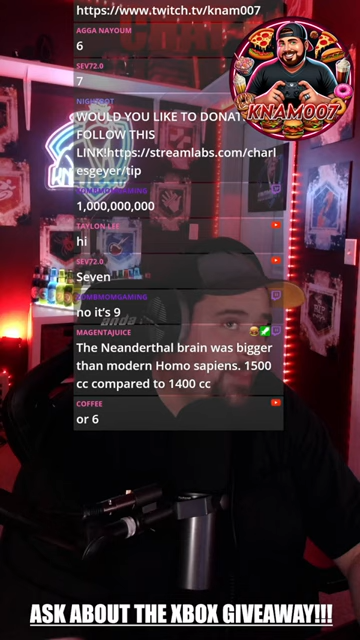 https://www.twitch.tv/knam007
AGGA NAYOUM
6
SEV72.0
7
NIGHTBOT
WOULD YOU LIKE TO DONAT
FOLLOW THIS
LINK!https://streamlabs.com/charl
esgeyer/tip
KNAM007
ZOMBMOMGAMING
1,000,000,000
TAYLON LEE
hi
SEV72.0
Seven
ZOMBMOMGAMING
no it's 9
MAGENTAJUICE
The Neanderthal brain was bigger
than modern Homo sapiens. 1500
cc compared to 1400 cc
COFFEE
or 6
ASK ABOUT THE XBOX GIVEAWAY!!!